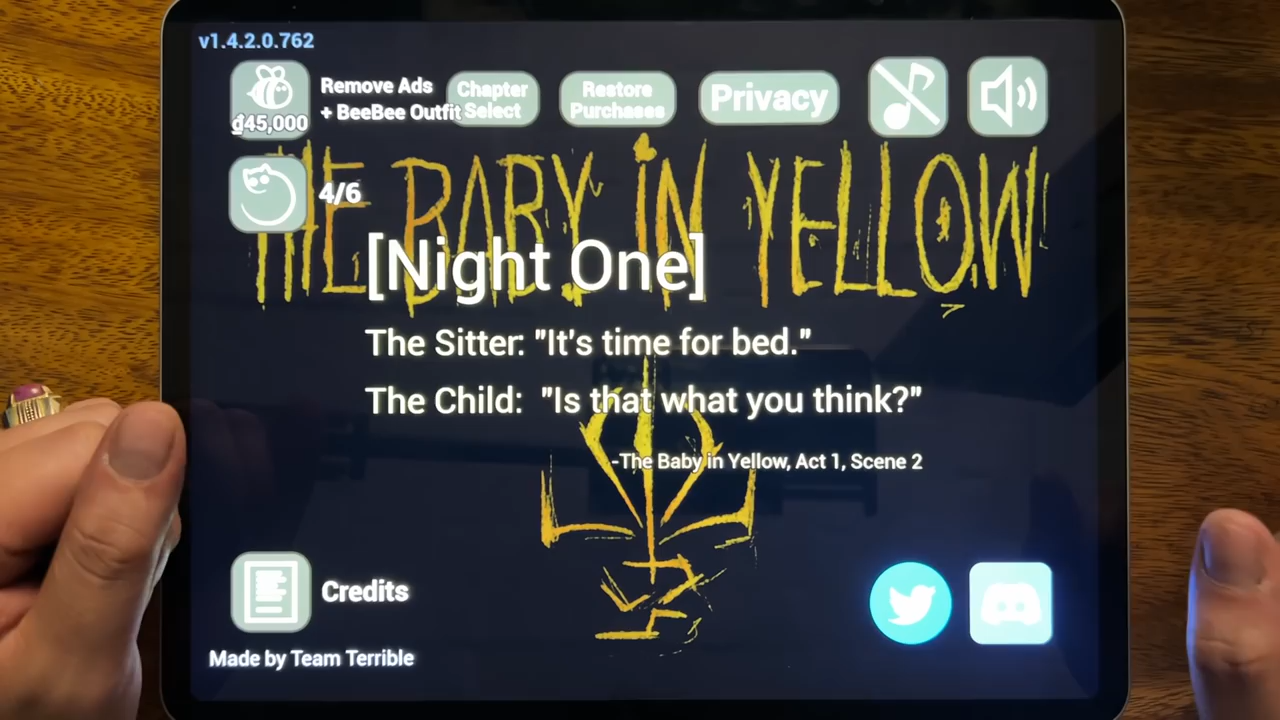 v1.4.2.0.762
₫45,000
Remove Ads
+ BeeBee Outfit
Chapter
Select
Restore
Purchases
Privacy
4/6
THE BABY IN YELLOW
[Night One]
The Sitter: "It's time for bed."
The Child: "Is that what you think?"
-The Baby in Yellow, Act 1, Scene 2
Credits
Made by Team Terrible